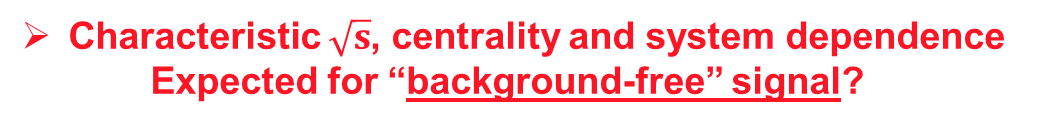 ➢ Characteristic √s, centrality and system dependence
Expected for “background-free” signal?